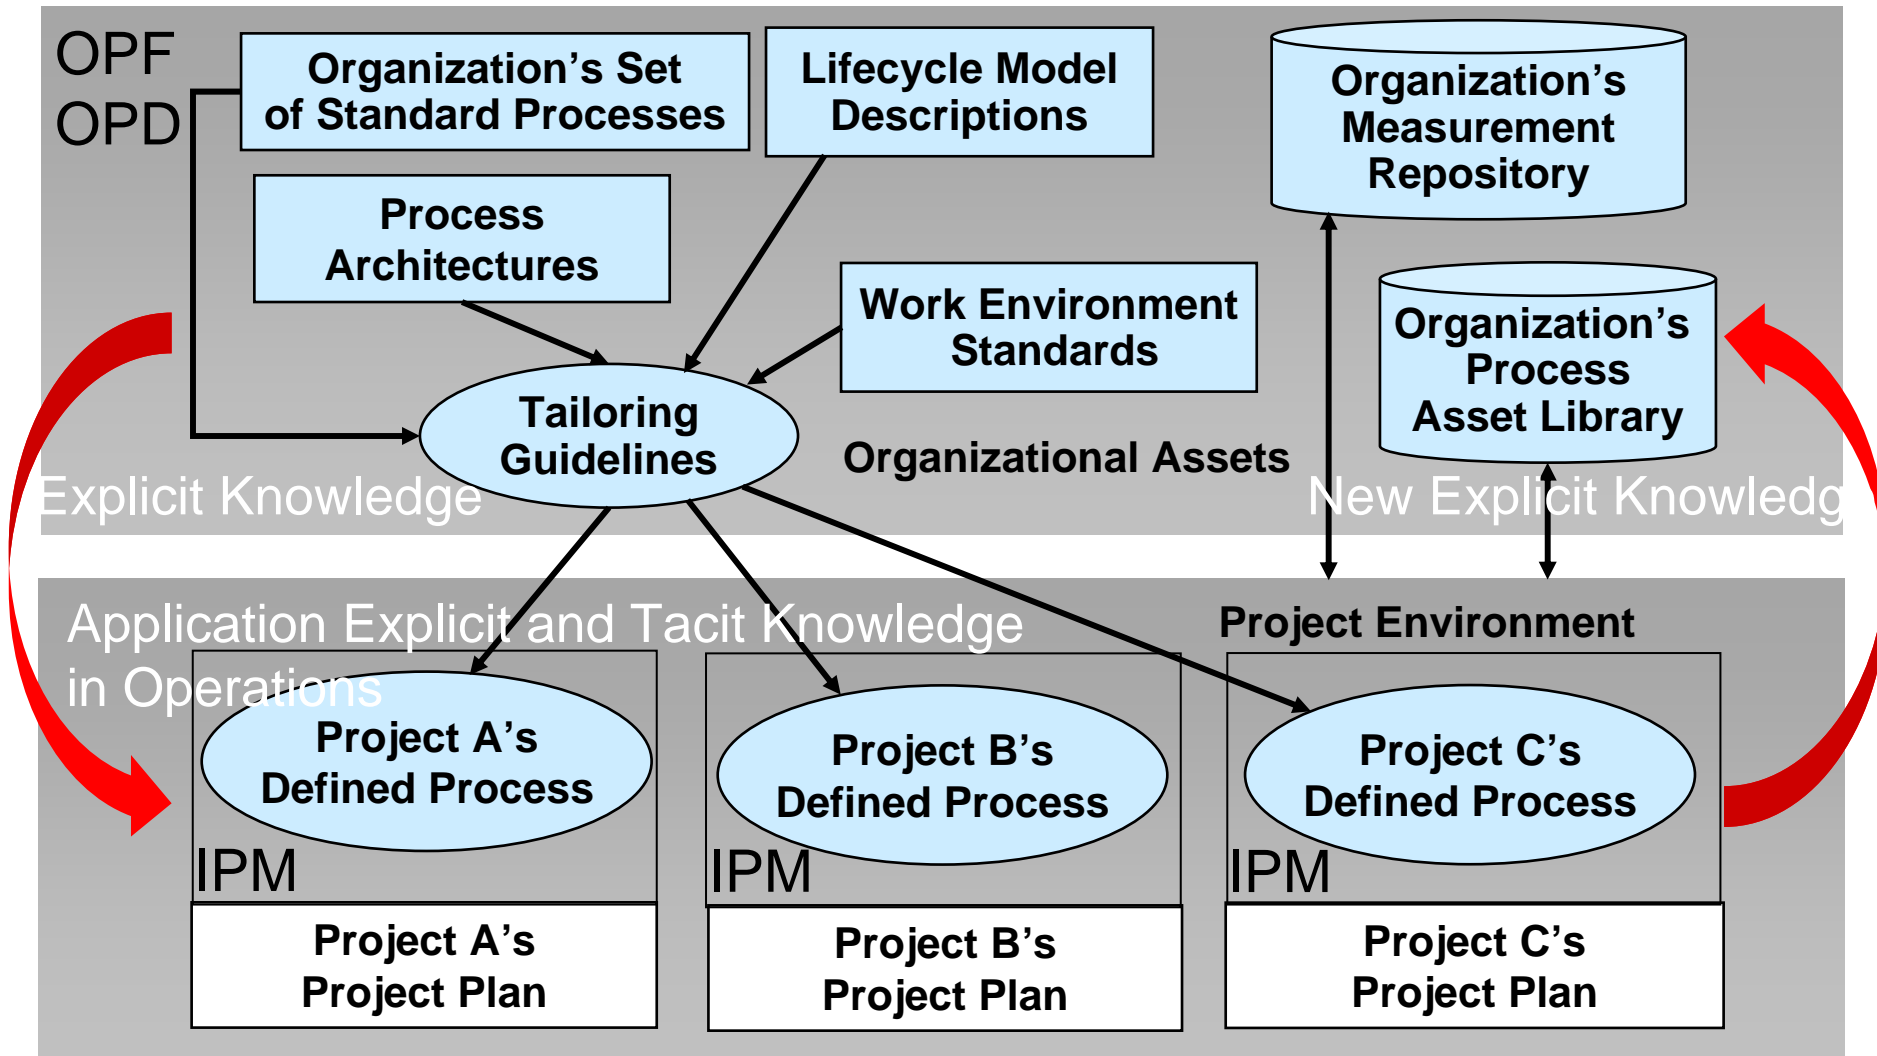 OPF
OPD
Organization’s Set
of Standard Processes
Lifecycle Model
Descriptions
Organization’s
Measurement
Repository
Process
Architectures
Work Environment
Standards
Organization’s
Process
Asset Library
Tailoring
Guidelines
Organizational Assets
Explicit Knowledge
New Explicit Knowledg
Application Explicit and Tacit Knowledge
in Operations
Project Environment
Project A’s
Defined Process
IPM
Project B’s
Defined Process
IPM
Project C’s
Defined Process
IPM
Project A’s
Project Plan
Project B’s
Project Plan
Project C’s
Project Plan